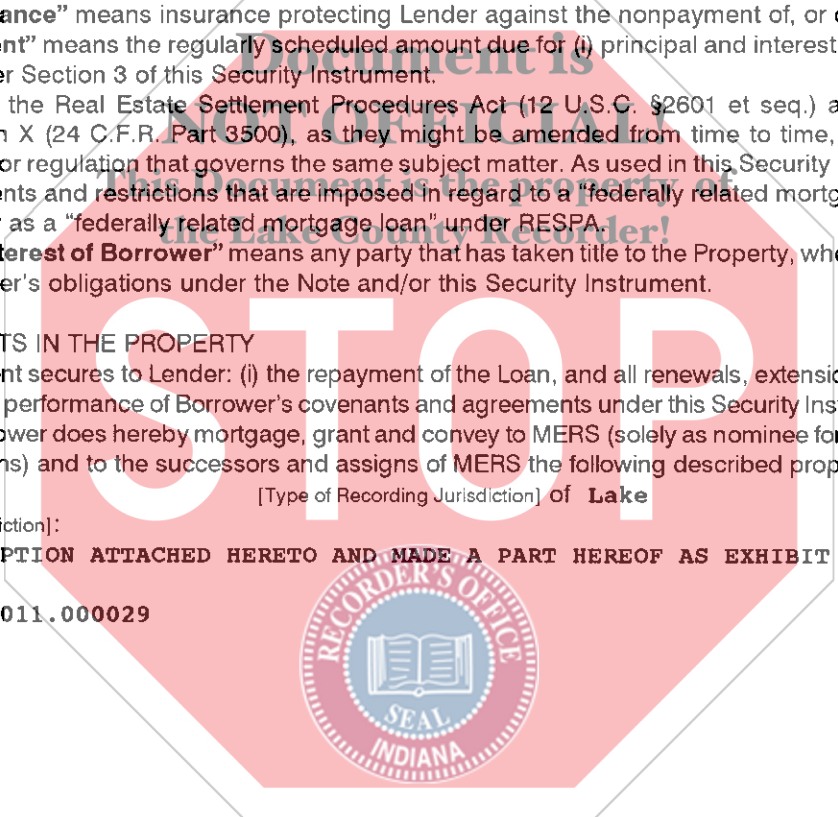 ance” means insurance protecting Lender against the nonpayment of, or
nt” means the regularly scheduled amount due for (i) principal and interest
Document is
er Section 3 of this Security Instrument.
the Real Estate Settlement Procedures Act (12 U.S.C. §2601 et seq.) a
NOT OFFICIAL!
n X (24 C.F.R. Part 3500), as they might be amended from time to time,
or regulation that governs the same subject matter. As used in this Security
This Document is the property of
nts and restrictions that are imposed in regard to a “federally related mortg
r as a “federally related mortgage loan” under RESPA.
the Lake County Recorder!
terest of Borrower” means any party that has taken title to the Property, whe
er's obligations under the Note and/or this Security Instrument.
STOP
TS IN THE PROPERTY
nt secures to Lender: (i) the repayment of the Loan, and all renewals, extensio
performance of Borrower's covenants and agreements under this Security Ins
ower does hereby mortgage, grant and convey to MERS (solely as nominee for
ns) and to the successors and assigns of MERS the following described prop
[Type of Recording Jurisdiction] of Lake
iction]:
PTION ATTACHED HERETO AND MADE A PART HEREOF AS EXHIBIT
011.000029
RECORDER'S OFFICE
SEAL
INDIANA